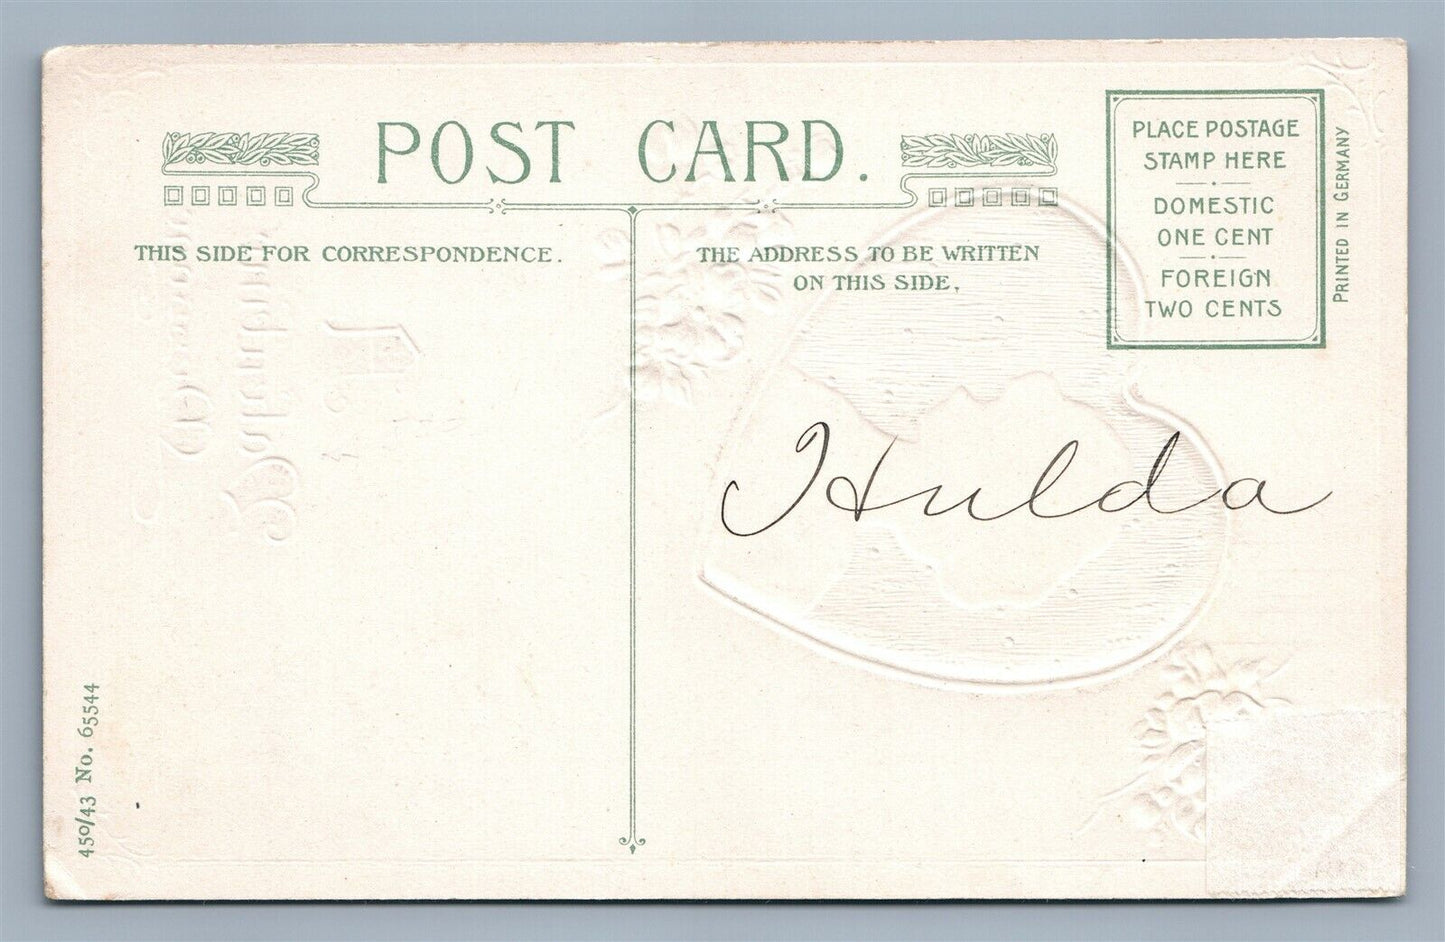 POST CARD.
THIS SIDE FOR CORRESPONDENCE.
THE ADDRESS TO BE WRITTEN
ON THIS SIDE.
PLACE POSTAGE
STAMP HERE
DOMESTIC
ONE CENT
FOREIGN
TWO CENTS
PRINTED IN GERMANY
Hulda
450/43 No. 65544